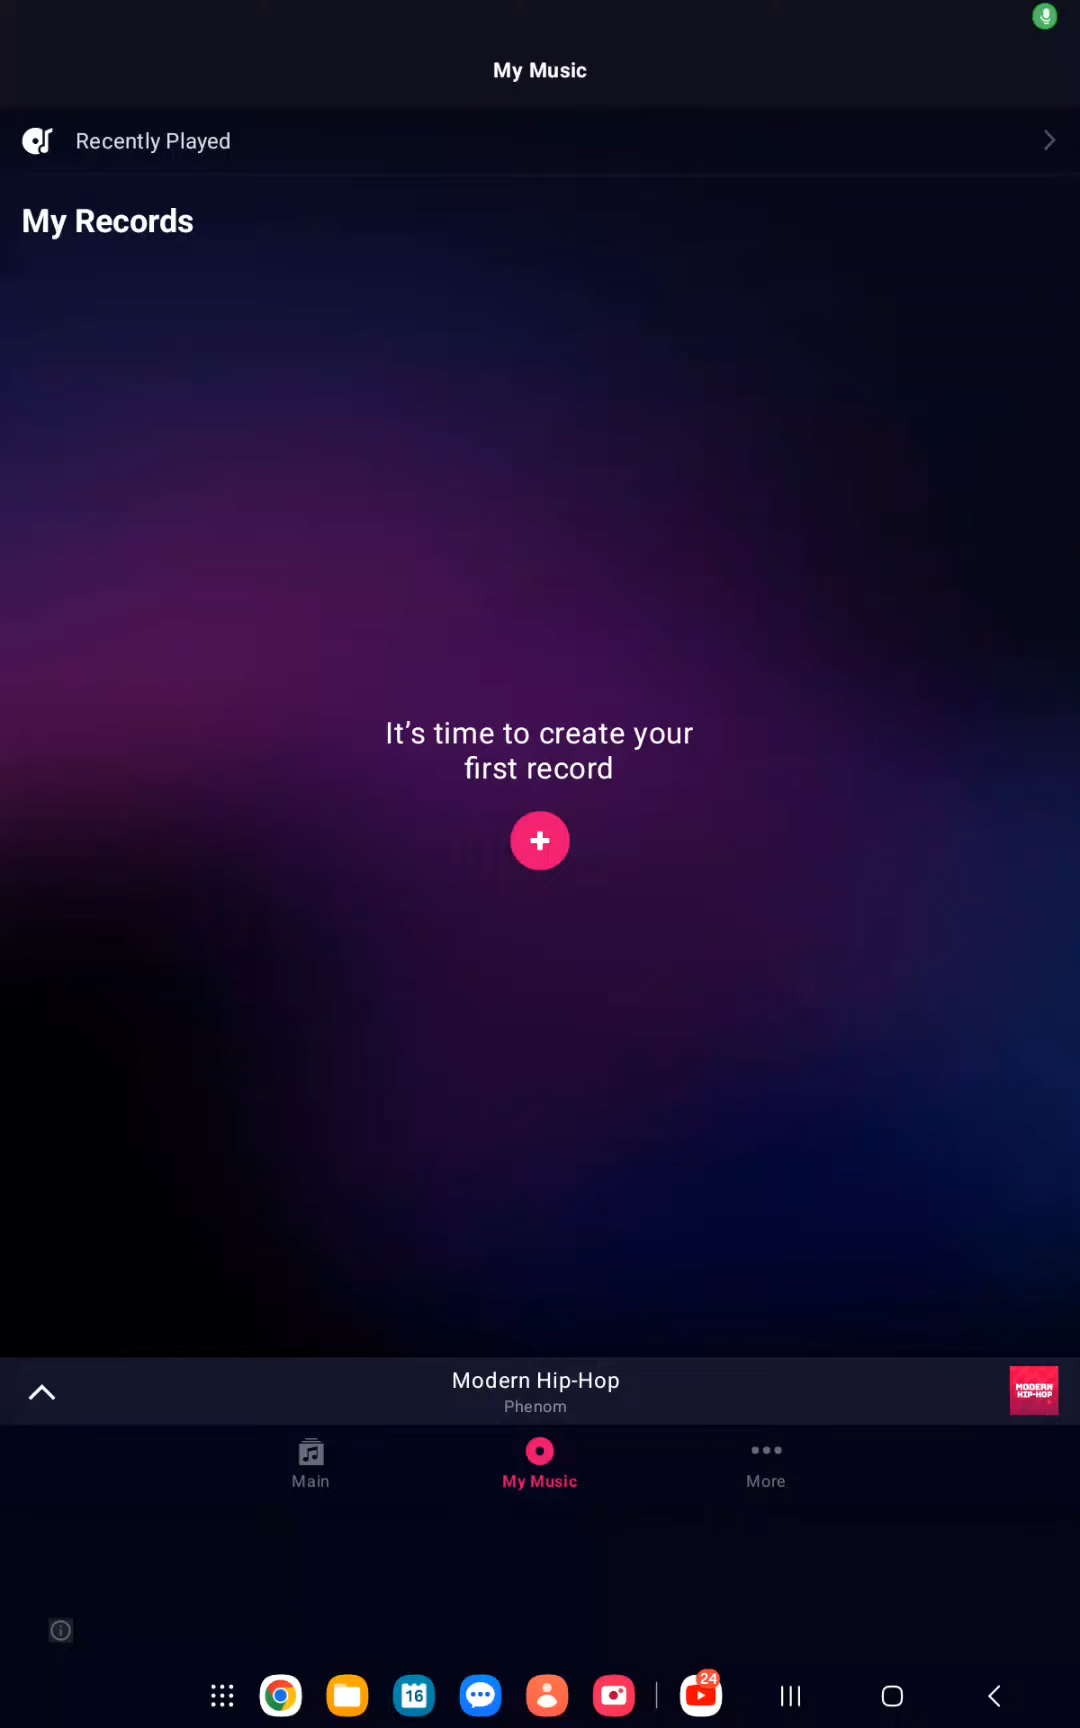 My Music
Recently Played
My Records
It’s time to create your
first record
Modern Hip-Hop
Phenom
MODERN
HIP-HOP
Main
My Music
More
16
24